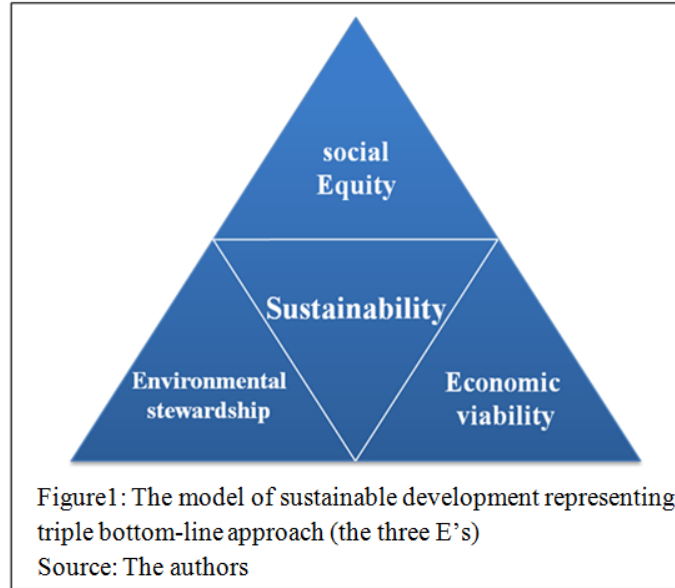 social
Equity
Sustainability
Environmental
stewardship
Economic
viability
Figure1: The model of sustainable development representing
triple bottom-line approach (the three E's)
Source: The authors